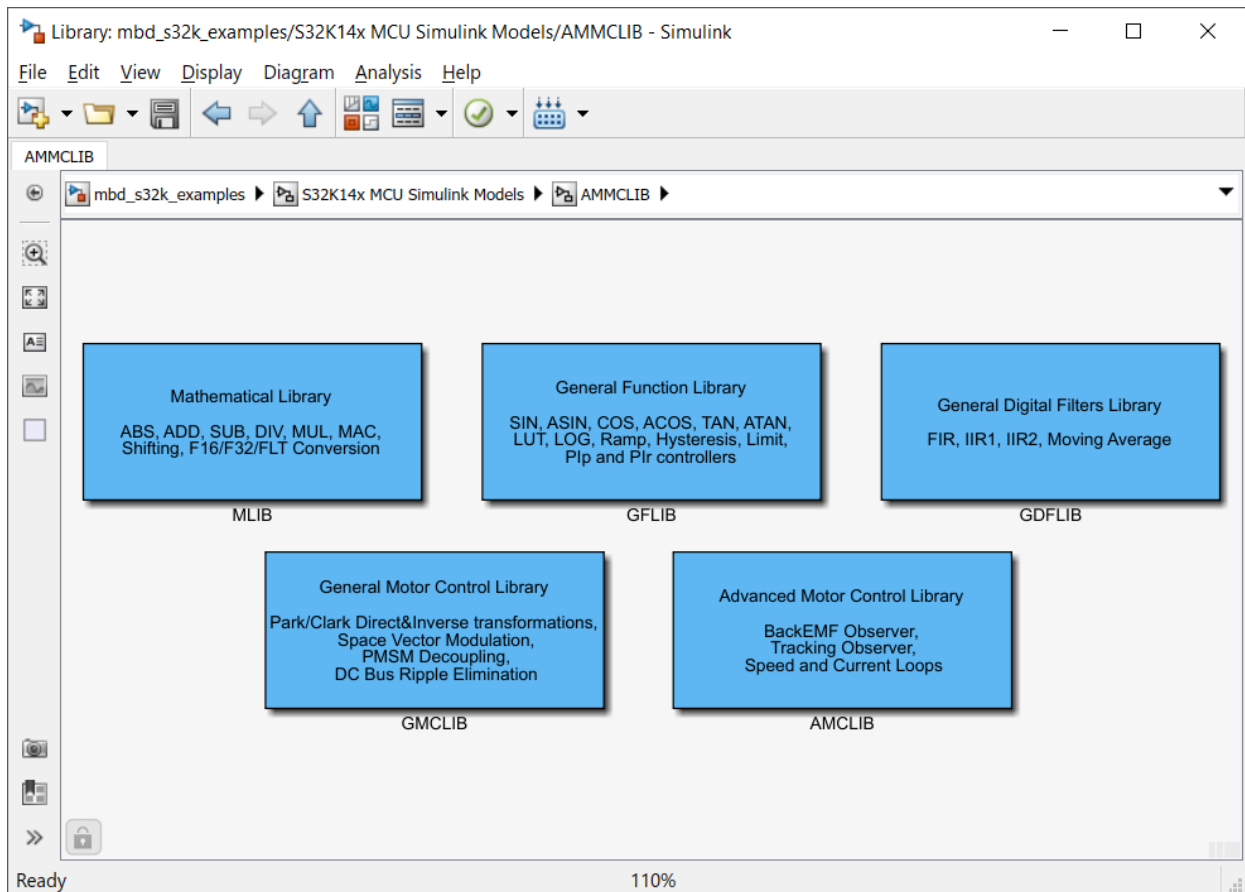 Library: mbd_s32k_examples/S32K14x MCU Simulink Models/AMMCLIB - Simulink
File Edit View Display Diagram Analysis Help
AMMCLIB
mbd_s32k_examples S32K14x MCU Simulink Models AMMCLIB
Mathematical Library
ABS, ADD, SUB, DIV, MUL, MAC,
Shifting, F16/F32/FLT Conversion
MLIB
General Function Library
SIN, ASIN, COS, ACOS, TAN, ATAN,
LUT, LOG, Ramp, Hysteresis, Limit,
PIp and PIr controllers
GFLIB
General Digital Filters Library
FIR, IIR1, IIR2, Moving Average
GDFLIB
General Motor Control Library
Park/Clark Direct&Inverse transformations,
Space Vector Modulation,
PMSM Decoupling,
DC Bus Ripple Elimination
GMCLIB
Advanced Motor Control Library
BackEMF Observer,
Tracking Observer,
Speed and Current Loops
AMCLIB
Ready 110%